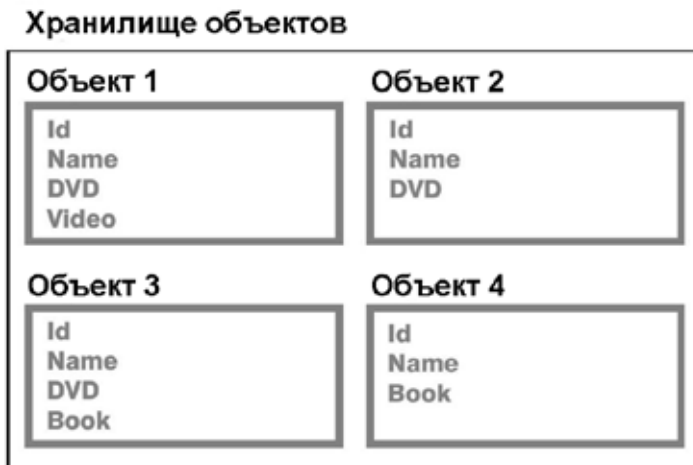 Хранилище объектов
Объект 1
Id
Name
DVD
Video
Объект 2
Id
Name
DVD
Объект 3
Id
Name
DVD
Book
Объект 4
Id
Name
Book